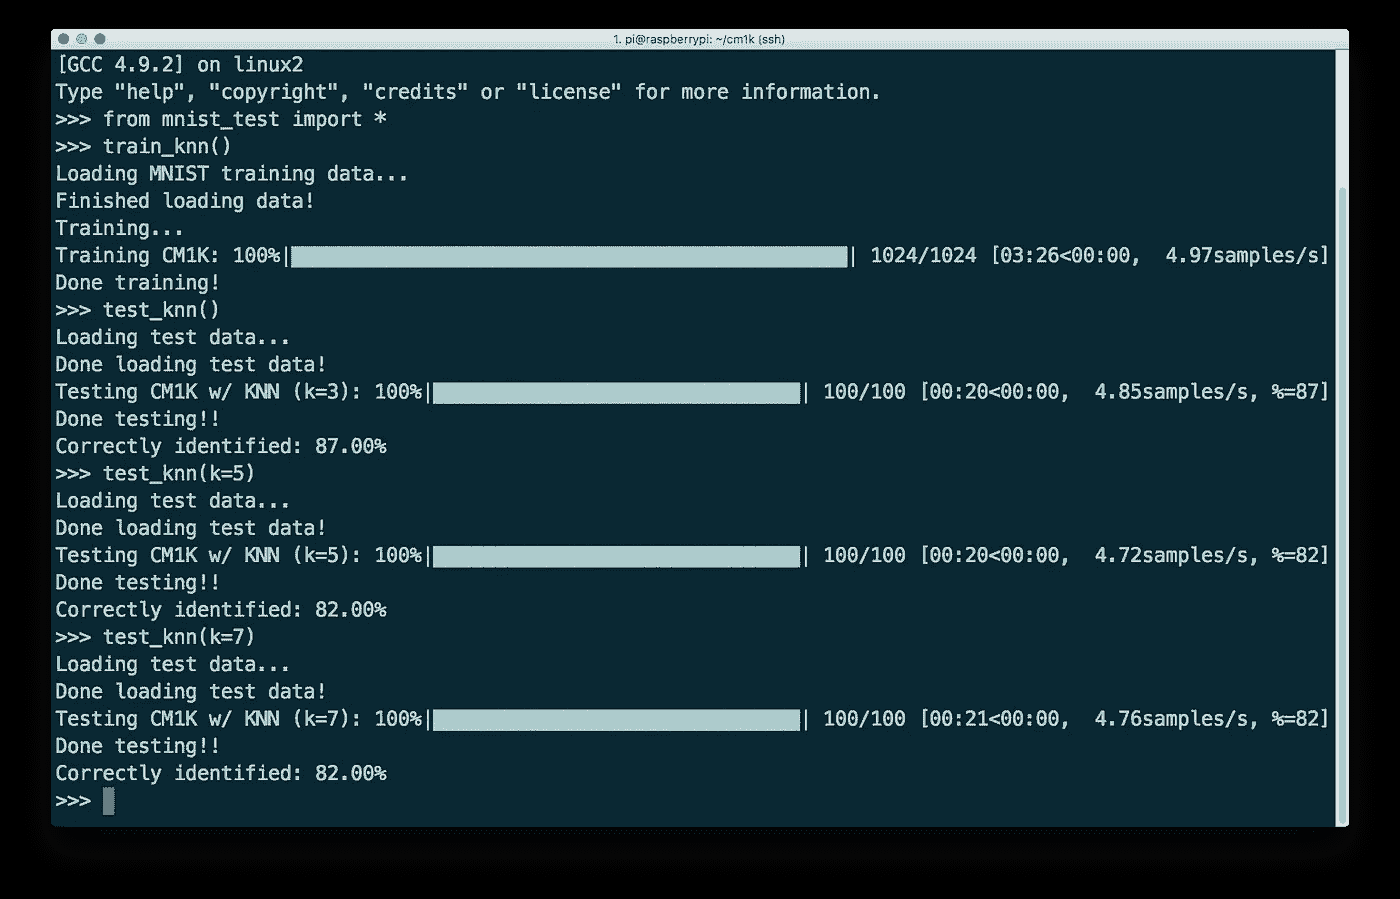 1. pi@raspberrypi: ~/cm1k (ssh)
[GCC 4.9.2] on linux2
Type "help", "copyright", "credits" or "license" for more information.
>>> from mnist_test import *
>>> train_knn()
Loading MNIST training data...
Finished loading data!
Training...
Training CM1K: 100%|██████████| 1024/1024 [03:26<00:00,  4.97samples/s]
Done training!
>>> test_knn()
Loading test data...
Done loading test data!
Testing CM1K w/ KNN (k=3): 100%|██████████| 100/100 [00:20<00:00,  4.85samples/s, %=87]
Done testing!!
Correctly identified: 87.00%
>>> test_knn(k=5)
Loading test data...
Done loading test data!
Testing CM1K w/ KNN (k=5): 100%|██████████| 100/100 [00:20<00:00,  4.72samples/s, %=82]
Done testing!!
Correctly identified: 82.00%
>>> test_knn(k=7)
Loading test data...
Done loading test data!
Testing CM1K w/ KNN (k=7): 100%|██████████| 100/100 [00:21<00:00,  4.76samples/s, %=82]
Done testing!!
Correctly identified: 82.00%
>>>